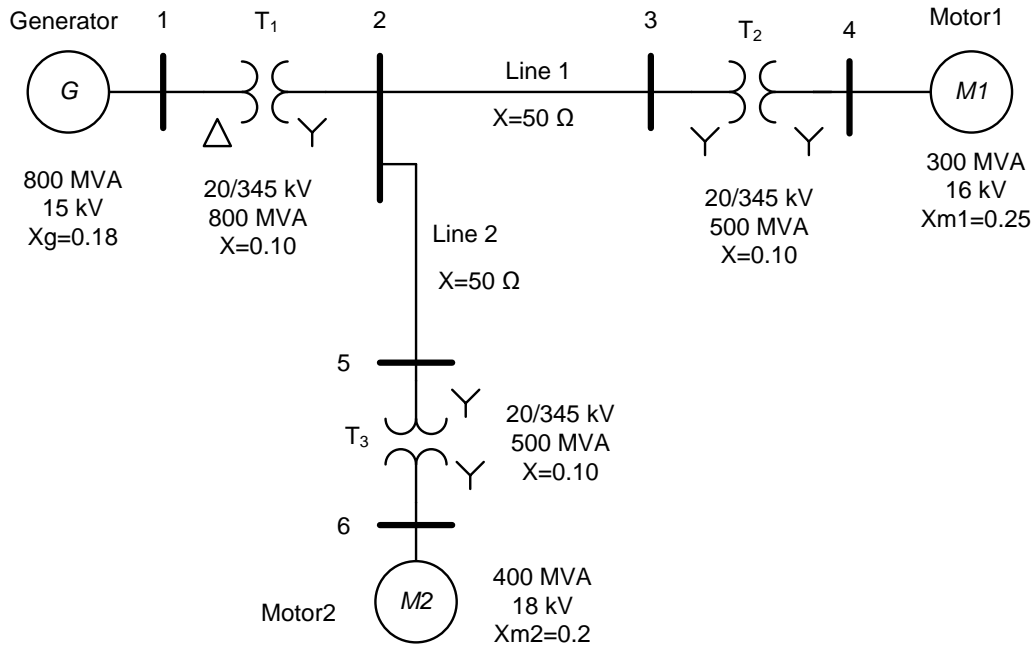 Generator
1
T₁
2
3
T₂
4
Motor1
G
Line 1
X=50 Ω
M1
800 MVA
15 kV
Xg=0.18
20/345 kV
800 MVA
X=0.10
20/345 kV
500 MVA
X=0.10
300 MVA
16 kV
Xm1=0.25
Line 2
X=50 Ω
5
T₃
20/345 kV
500 MVA
X=0.10
6
Motor2
M2
400 MVA
18 kV
Xm2=0.2